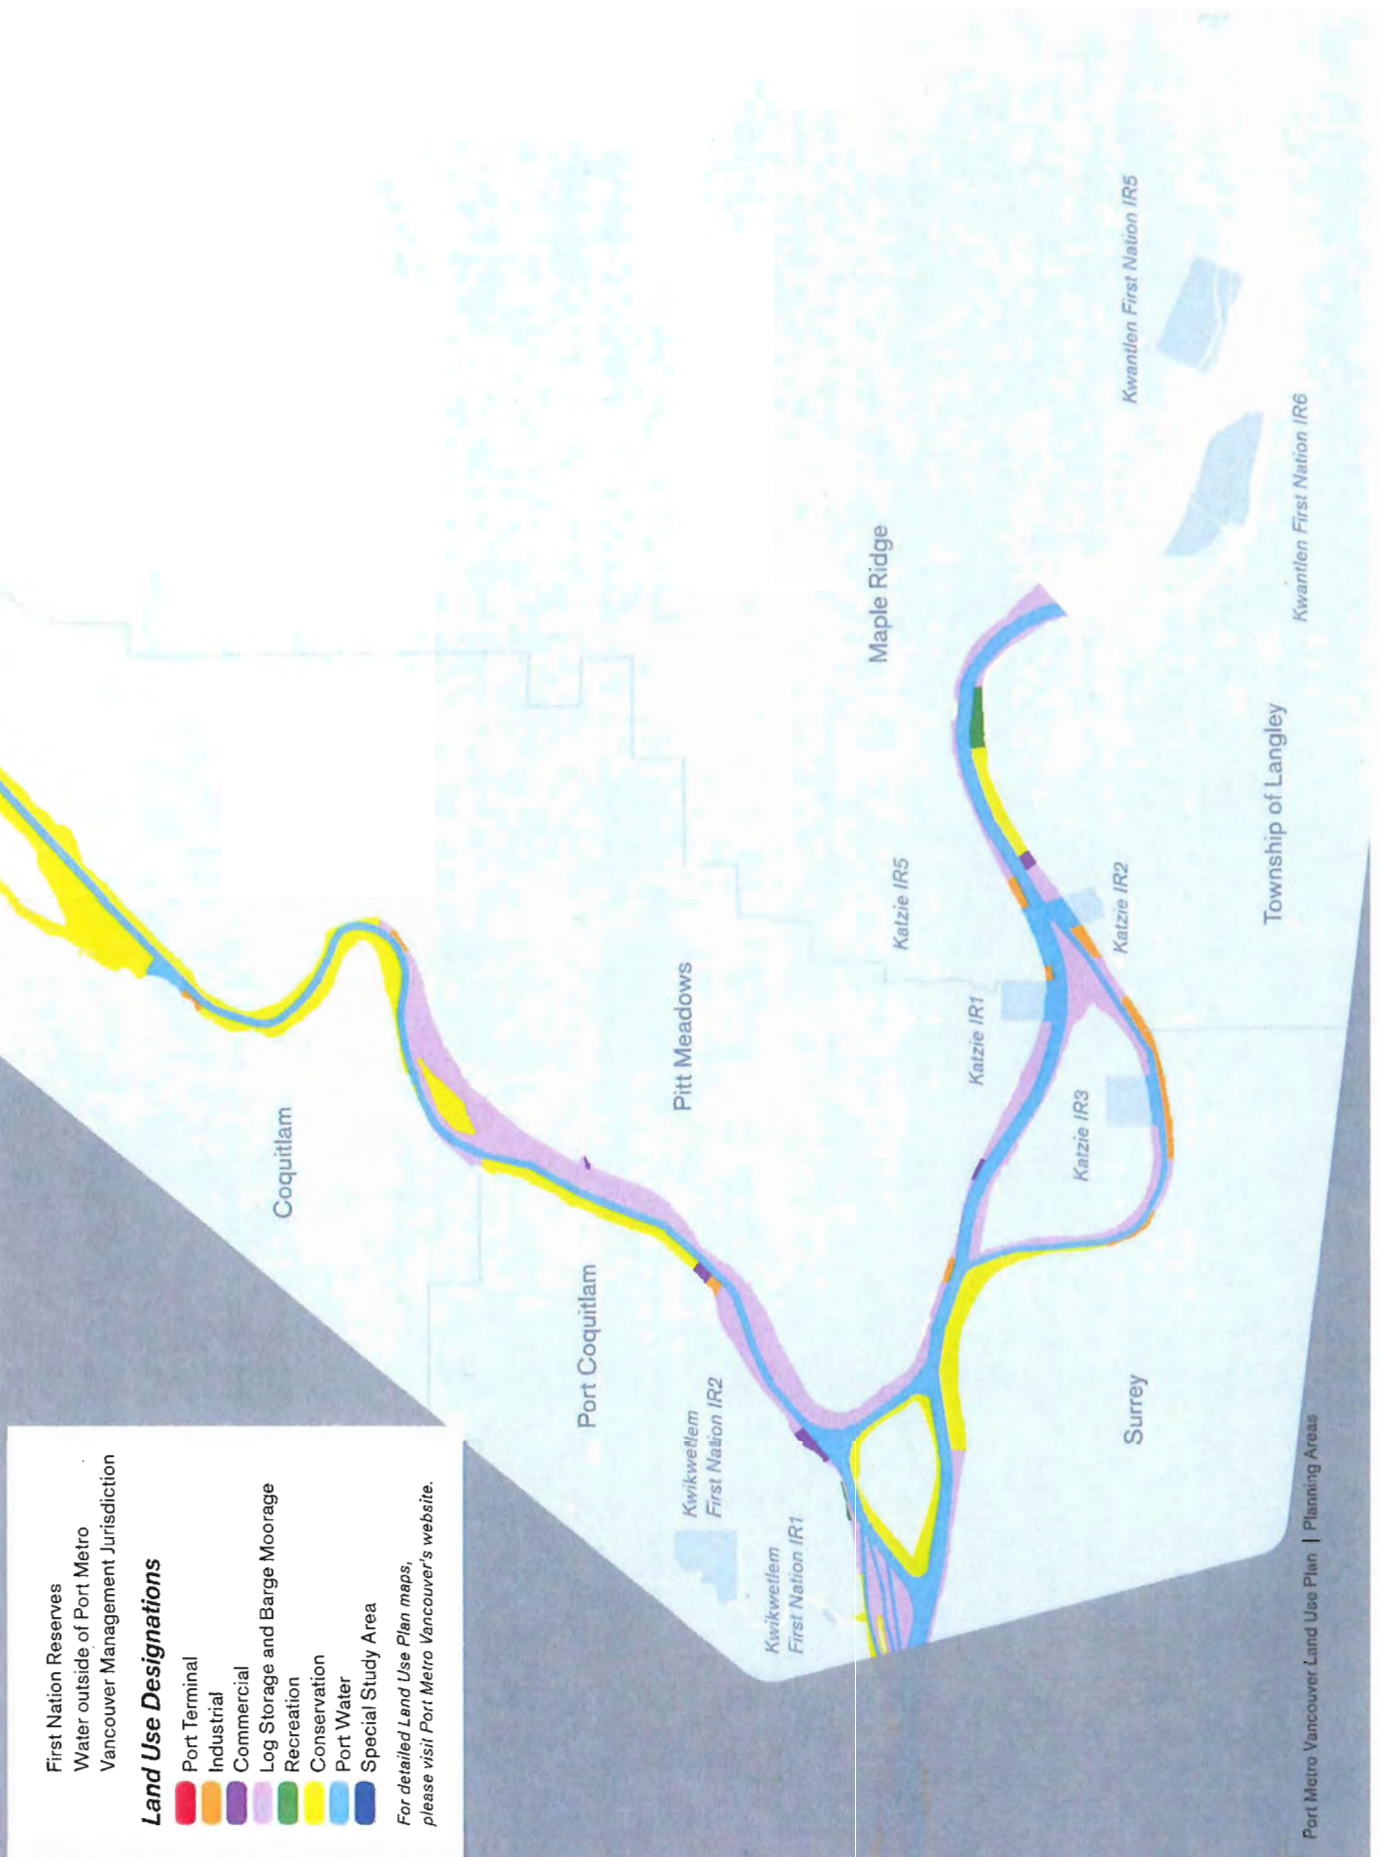 First Nation Reserves
Water outside of Port Metro
Vancouver Management Jurisdiction
Land Use Designations
Port Terminal
Industrial
Commercial
Log Storage and Barge Moorage
Recreation
Conservation
Port Water
Special Study Area
For detailed Land Use Plan maps,
please visit Port Metro Vancouver's website.
Coquitlam
Port Coquitlam
Pitt Meadows
Maple Ridge
Kwikwetlem
First Nation IR2
Kwikwetlem
First Nation IR1
Katzie IR5
Katzie IR1
Katzie IR3
Katzie IR2
Kwantlen First Nation IR5
Kwantlen First Nation IR6
Surrey
Township of Langley
Port Metro Vancouver Land Use Plan | Planning Areas